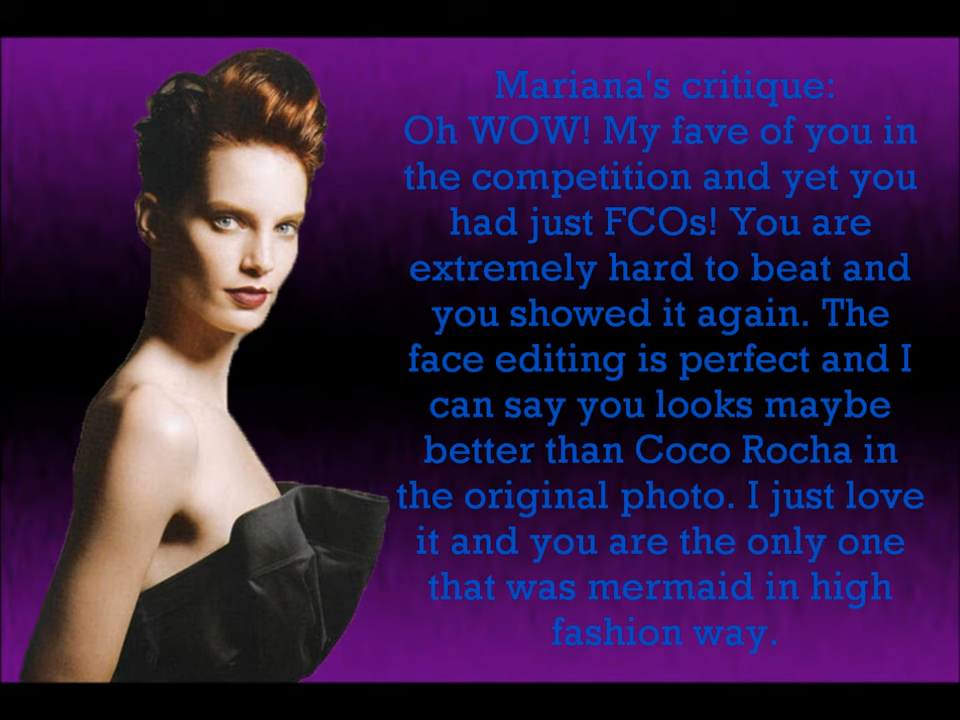 Mariana's critique:
Oh WOW! My fave of you in
the competition and yet you
had just FCOs! You are
extremely hard to beat and
you showed it again. The
face editing is perfect and I
can say you looks maybe
better than Coco Rocha in
the original photo. I just love
it and you are the only one
that was mermaid in high
fashion way.